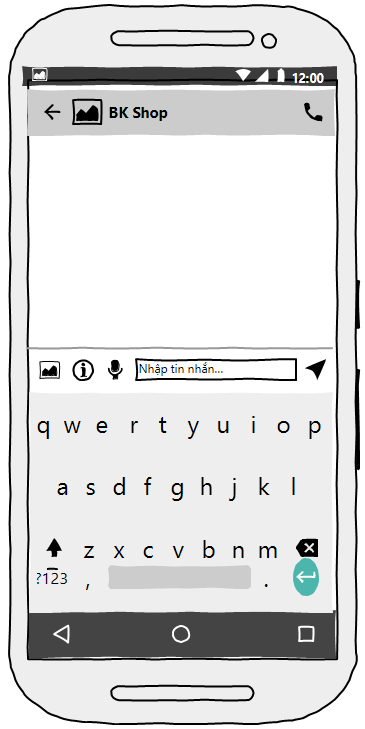 12:00
BK Shop
Nhập tin nhắn...
q w e r t y u i o p
a s d f g h j k l
z x c v b n m
?123 , .